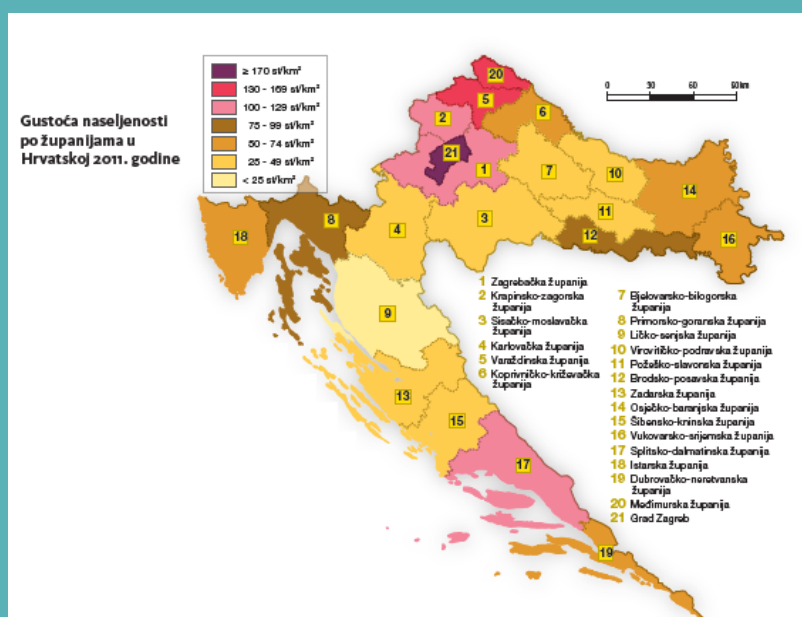 Gustoća naseljenosti
po županijama u
Hrvatskoj 2011. godine
≥ 170 st/km²
130 - 169 st/km²
100 - 129 st/km²
75 - 99 st/km²
50 - 74 st/km²
25 - 49 st/km²
< 25 st/km²
0 30 60 90 km
20
5
2
6
21
1
7
10
14
4
3
11
12
16
18
8
9
13
15
17
19
1 Zagrebačka županija
2 Krapinsko-zagorska
županija
3 Sisačko-moslavačka
županija
4 Karlovačka županija
5 Varaždinska županija
6 Koprivničko-križevačka
županija
7 Bjelovarsko-bilogorska
županija
8 Primorsko-goranska županija
9 Ličko-senjska županija
10 Virovitičko-podravska županija
11 Požeško-slavonska županija
12 Brodsko-posavska županija
13 Zadarska županija
14 Osječko-baranjska županija
15 Šibensko-kninska županija
16 Vukovarsko-srijemska županija
17 Splitsko-dalmatinska županija
18 Istarska županija
19 Dubrovačko-neretvanska
županija
20 Međimurska županija
21 Grad Zagreb